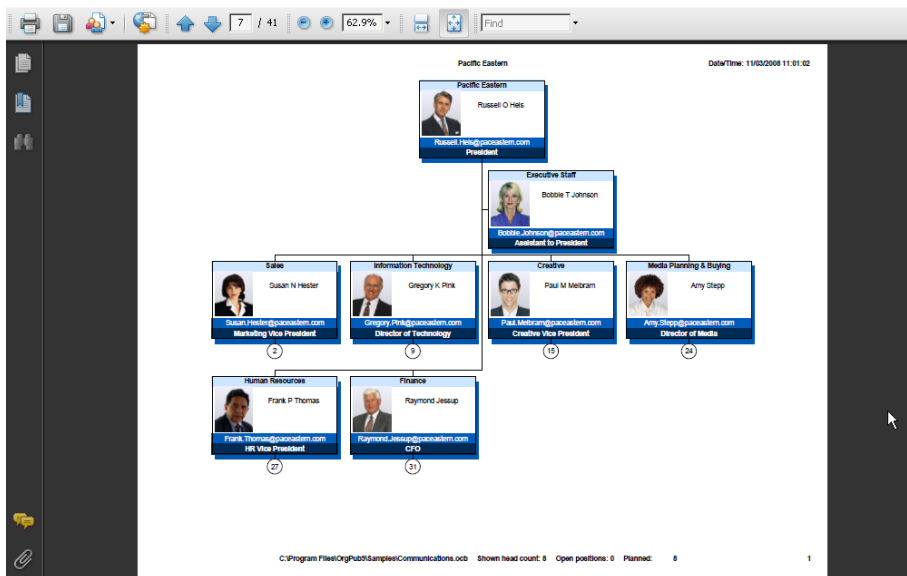 7 / 41 62.9% Find
Pacific Eastern Date/Time: 11/03/2008 11:01:02
Pacific Eastern
Russell O Heis
Russell.Heis@paceastern.com
President
Executive Staff
Bobbie T Johnson
Bobbie.Johnson@paceastern.com
Assistant to President
Sales
Susan N Hester
Susan.Hester@paceastern.com
Marketing Vice President
2
Information Technology
Gregory K Pink
Gregory.Pink@paceastern.com
Director of Technology
9
Creative
Paul M Melbram
Paul.Melbram@paceastern.com
Creative Vice President
15
Media Planning & Buying
Amy Stepp
Amy.Stepp@paceastern.com
Director of Media
24
Human Resources
Frank P Thomas
Frank.Thomas@paceastern.com
HR Vice President
27
Finance
Raymond Jessup
Raymond.Jessup@paceastern.com
CFO
31
C:\Program Files\OrgPub5\Samples\Communications.ocb Shown head count: 8 Open positions: 0 Planned: 8 1